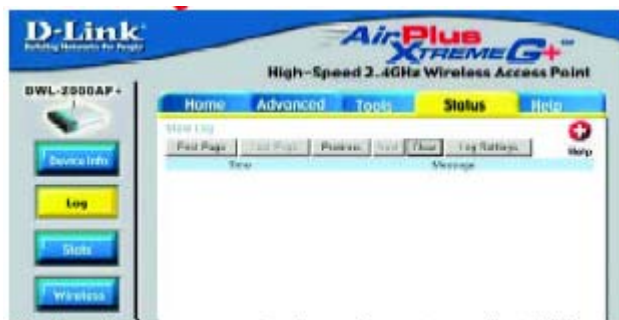 D-Link
Building Networks for People
AirPlus
XTREME G+™
High-Speed 2.4GHz Wireless Access Point
DWL-2000AP+
Home Advanced Tools Status Help
View Log
First Page Last Page Previous Next Clear Log Settings
Help
Time Message
Device Info
Log
Stats
Wireless